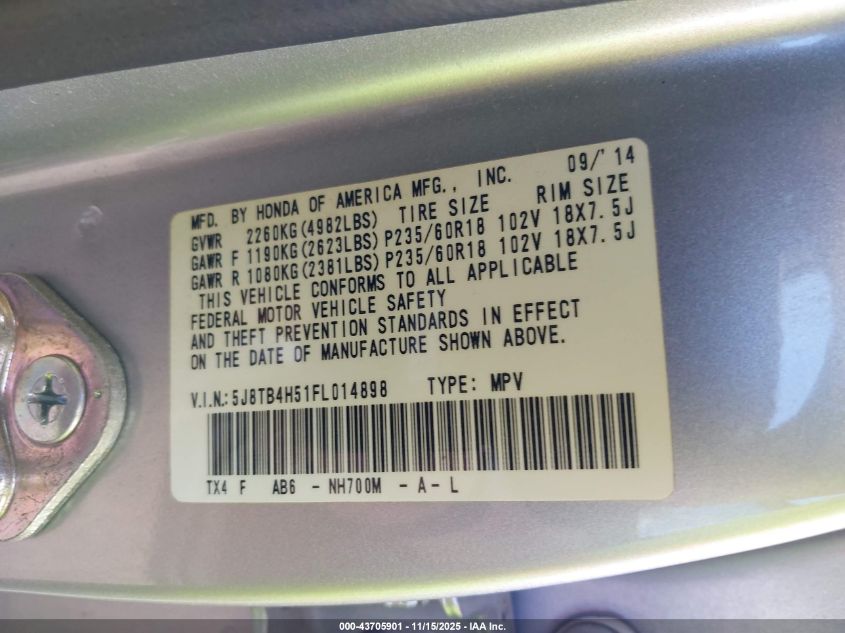 MFD. BY HONDA OF AMERICA MFG., INC. 09/'14
GVWR 2260KG(4982LBS) TIRE SIZE RIM SIZE
GAWR F 1190KG(2623LBS) P235/60R18 102V 18X7.5J
GAWR R 1080KG(2381LBS) P235/60R18 102V 18X7.5J
THIS VEHICLE CONFORMS TO ALL APPLICABLE
FEDERAL MOTOR VEHICLE SAFETY
AND THEFT PREVENTION STANDARDS IN EFFECT
ON THE DATE OF MANUFACTURE SHOWN ABOVE.
V.I.N.: 5J8TB4H51FL014898 TYPE: MPV
TX4 F AB6 - NH700M - A - L
000-43705901 - 11/15/2025 - IAA Inc.